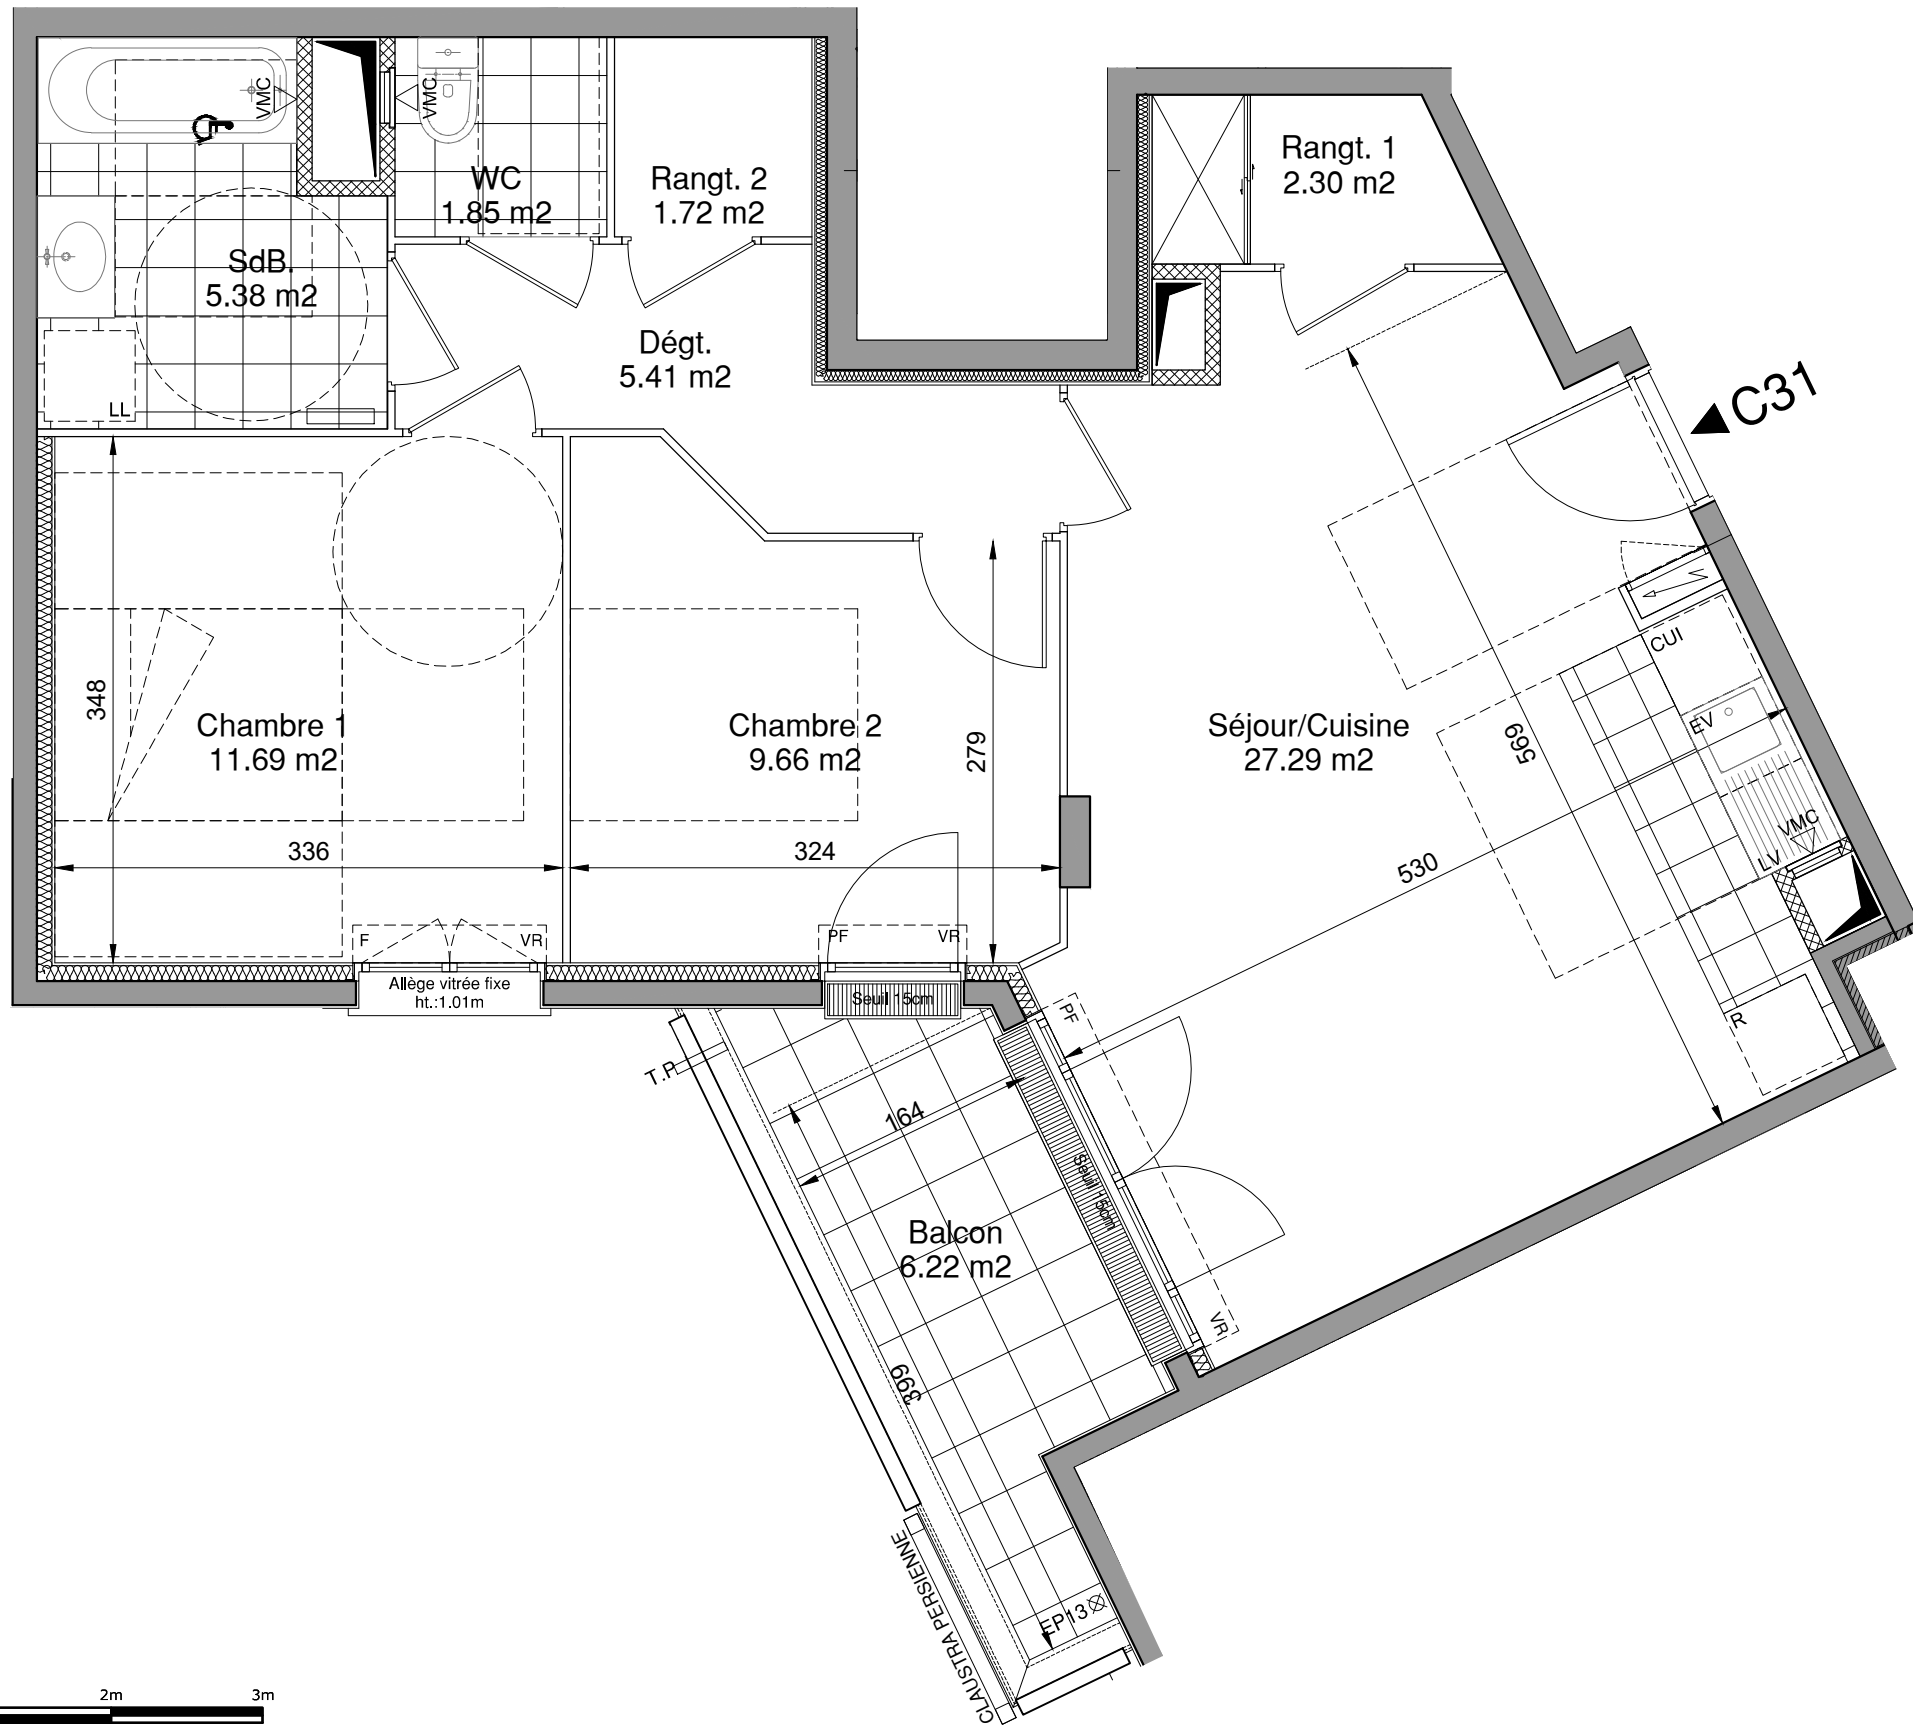 VMC
VMC
WC
1.85 m2
Rangt. 2
1.72 m2
Rangt. 1
2.30 m2
SdB.
5.38 m2
LL
Dégt.
5.41 m2
C31
348
Chambre 1
11.69 m2
336
Chambre 2
9.66 m2
324
279
Séjour/Cuisine
27.29 m2
569
530
CUI
EV
VMC
LV
R
F
VR
Allège vitrée fixe
ht.:1.01m
PF
VR
Seuil 15cm
PF
T.P
164
Seuil 15cm
Balcon
6.22 m2
VR
399
CLAUSTRA PERSIENNE
EP13
2m
3m